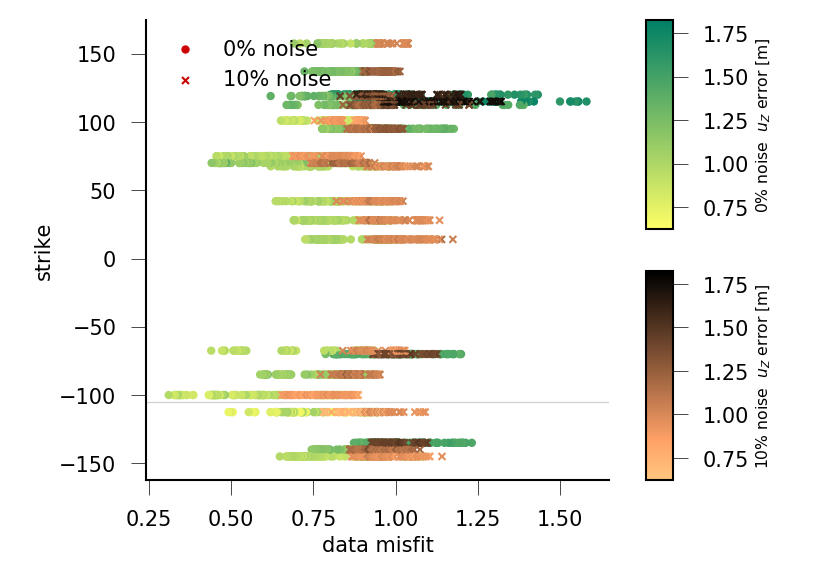 0% noise
10% noise
150
100
50
0
−50
−100
−150
strike
0.25 0.50 0.75 1.00 1.25 1.50
data misfit
1.75
1.50
1.25
1.00
0.75
0% noise u_Z error [m]
1.75
1.50
1.25
1.00
0.75
10% noise u_Z error [m]